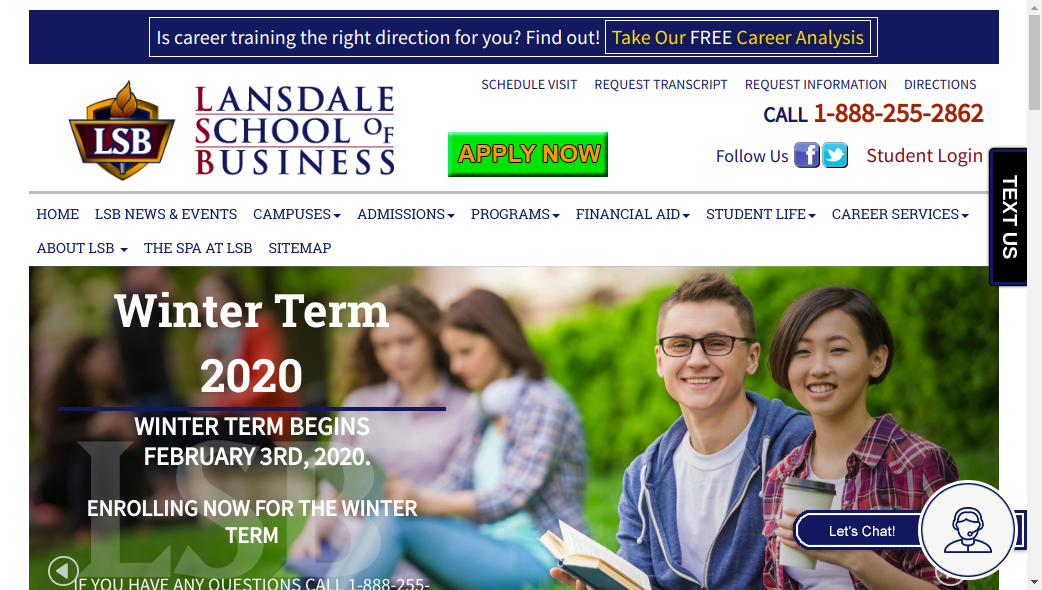 Is career training the right direction for you? Find out! Take Our FREE Career Analysis
SCHEDULE VISIT REQUEST TRANSCRIPT REQUEST INFORMATION DIRECTIONS
LSB
LANSDALE
SCHOOL OF
BUSINESS
CALL 1-888-255-2862
APPLY NOW
Follow Us Student Login
TEXT US
HOME LSB NEWS & EVENTS CAMPUSES ADMISSIONS PROGRAMS FINANCIAL AID STUDENT LIFE CAREER SERVICES
ABOUT LSB THE SPA AT LSB SITEMAP
Winter Term
2020
WINTER TERM BEGINS
FEBRUARY 3RD, 2020.
LSB
ENROLLING NOW FOR THE WINTER
TERM
Let's Chat!
IF YOU HAVE ANY QUESTIONS CALL 1-888-255-